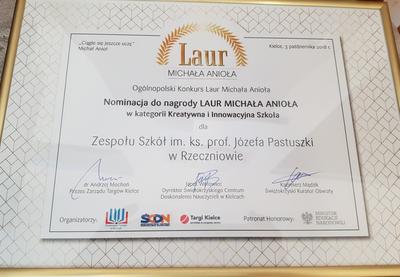 „Ciągle się jeszcze uczę”
Michał Anioł
Kielce, 3 października 2018 r.
Laur
MICHAŁA ANIOŁA
Ogólnopolski Konkurs Laur Michała Anioła
Nominacja do nagrody LAUR MICHAŁA ANIOŁA
w kategorii Kreatywna i Innowacyjna Szkoła
dla
Zespołu Szkół im. ks. prof. Józefa Pastuszki
w Rzeczniowie
dr Andrzej Mochoń
Prezes Zarządu Targów Kielce
Dyrektor Świętokrzyskiego Centrum
Doskonalenia Nauczycieli w Kielcach
Kazimierz Mądzik
Świętokrzyski Kurator Oświaty
Organizatorzy:
Targi Kielce
Patronat Honorowy:
MINISTER
EDUKACJI
NARODOWEJ